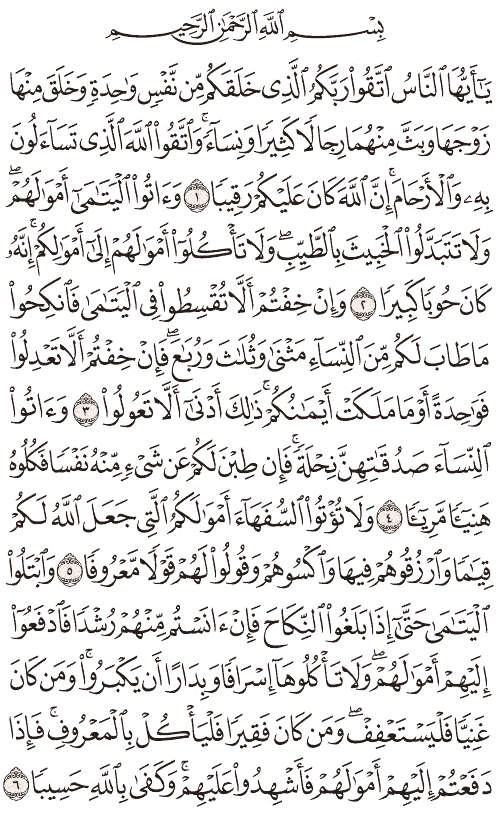 بِسْمِ اللَّهِ الرَّحْمَٰنِ الرَّحِيمِ
يَٰٓأَيُّهَا ٱلنَّاسُ ٱتَّقُوا۟ رَبَّكُمُ ٱلَّذِى خَلَقَكُم مِّن نَّفْسٍ وَٰحِدَةٍ وَخَلَقَ مِنْهَا
زَوْجَهَا وَبَثَّ مِنْهُمَا رِجَالًا كَثِيرًا وَنِسَآءً ۚ وَٱتَّقُوا۟ ٱللَّهَ ٱلَّذِى تَسَآءَلُونَ
بِهِۦ وَٱلْأَرْحَامَ ۚ إِنَّ ٱللَّهَ كَانَ عَلَيْكُمْ رَقِيبًا ١ وَءَاتُوا۟ ٱلْيَتَٰمَىٰٓ أَمْوَٰلَهُمْ ۖ
وَلَا تَتَبَدَّلُوا۟ ٱلْخَبِيثَ بِٱلطَّيِّبِ ۖ وَلَا تَأْكُلُوٓا۟ أَمْوَٰلَهُمْ إِلَىٰٓ أَمْوَٰلِكُمْ ۚ إِنَّهُۥ
كَانَ حُوبًا كَبِيرًا ٢ وَإِنْ خِفْتُمْ أَلَّا تُقْسِطُوا۟ فِى ٱلْيَتَٰمَىٰ فَٱنكِحُوا۟
مَا طَابَ لَكُم مِّنَ ٱلنِّسَآءِ مَثْنَىٰ وَثُلَٰثَ وَرُبَٰعَ ۖ فَإِنْ خِفْتُمْ أَلَّا تَعْدِلُوا۟
فَوَٰحِدَةً أَوْ مَا مَلَكَتْ أَيْمَٰنُكُمْ ۚ ذَٰلِكَ أَدْنَىٰٓ أَلَّا تَعُولُوا۟ ٣ وَءَاتُوا۟
ٱلنِّسَآءَ صَدُقَٰتِهِنَّ نِحْلَةً ۚ فَإِن طِبْنَ لَكُمْ عَن شَىْءٍ مِّنْهُ نَفْسًا فَكُلُوهُ
هَنِيٓـًٔا مَّرِيٓـًٔا ٤ وَلَا تُؤْتُوا۟ ٱلسُّفَهَآءَ أَمْوَٰلَكُمُ ٱلَّتِى جَعَلَ ٱللَّهُ لَكُمْ
قِيَٰمًا وَٱرْزُقُوهُمْ فِيهَا وَٱكْسُوهُمْ وَقُولُوا۟ لَهُمْ قَوْلًا مَّعْرُوفًا ٥ وَٱبْتَلُوا۟
ٱلْيَتَٰمَىٰ حَتَّىٰٓ إِذَا بَلَغُوا۟ ٱلنِّكَاحَ فَإِنْ ءَانَسْتُم مِّنْهُمْ رُشْدًا فَٱدْفَعُوٓا۟
إِلَيْهِمْ أَمْوَٰلَهُمْ ۖ وَلَا تَأْكُلُوهَآ إِسْرَافًا وَبِدَارًا أَن يَكْبَرُوا۟ ۚ وَمَن كَانَ
غَنِيًّا فَلْيَسْتَعْفِفْ ۖ وَمَن كَانَ فَقِيرًا فَلْيَأْكُلْ بِٱلْمَعْرُوفِ ۚ فَإِذَا
دَفَعْتُمْ إِلَيْهِمْ أَمْوَٰلَهُمْ فَأَشْهِدُوا۟ عَلَيْهِمْ ۚ وَكَفَىٰ بِٱللَّهِ حَسِيبًا ٦